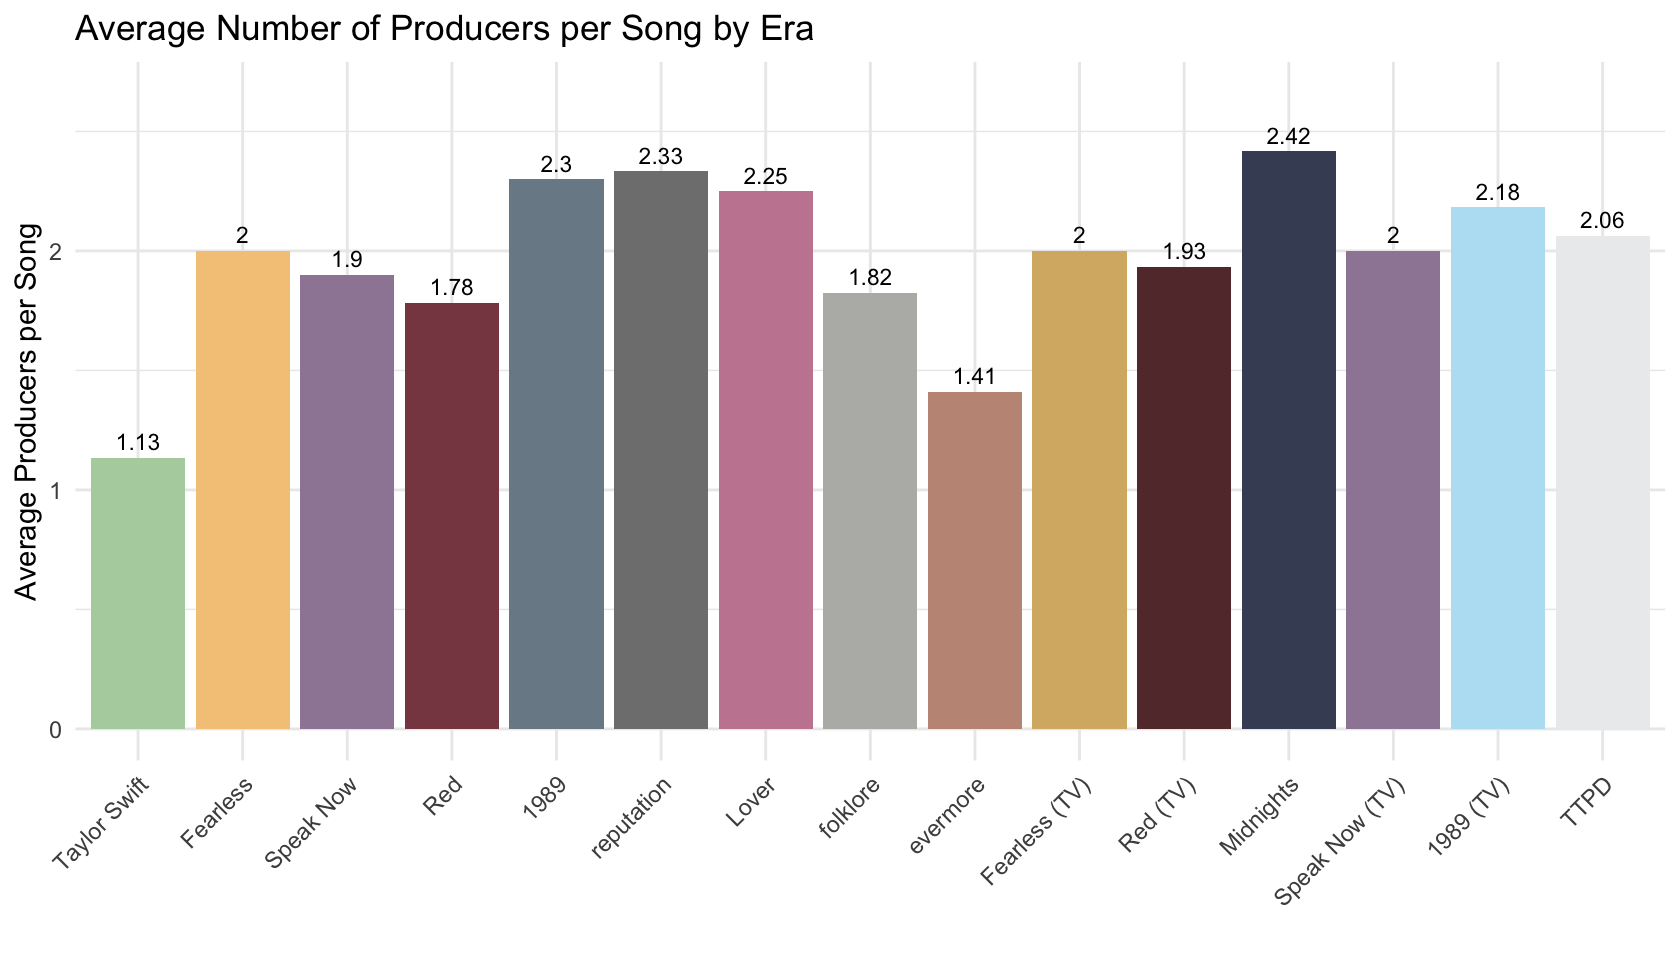 Average Number of Producers per Song by Era
Average Producers per Song
2
1
0
1.13
2
1.9
1.78
2.3
2.33
2.25
1.82
1.41
2
1.93
2.42
2
2.18
2.06
Taylor Swift
Fearless
Speak Now
Red
1989
reputation
Lover
folklore
evermore
Fearless (TV)
Red (TV)
Midnights
Speak Now (TV)
1989 (TV)
TTPD